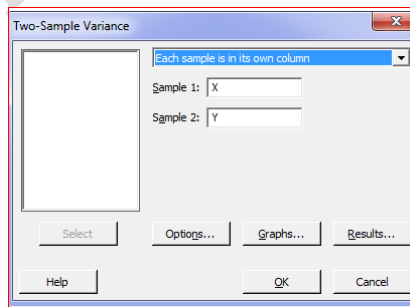 Two-Sample Variance
Each sample is in its own column
Sample 1: X
Sample 2: Y
Select Options... Graphs... Results...
Help OK Cancel